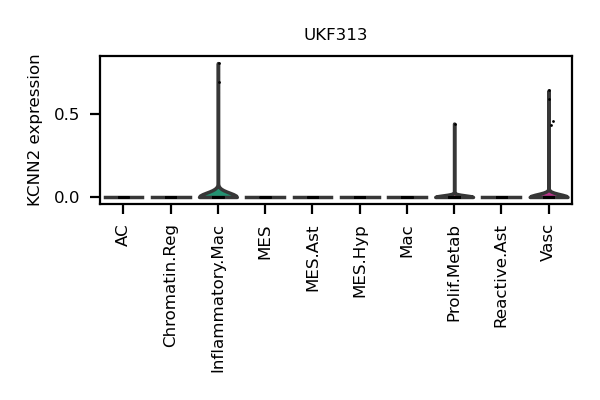 UKF313
KCNN2 expression
0.5
0.0
AC
Chromatin.Reg
Inflammatory.Mac
MES
MES.Ast
MES.Hyp
Mac
Prolif.Metab
Reactive.Ast
Vasc